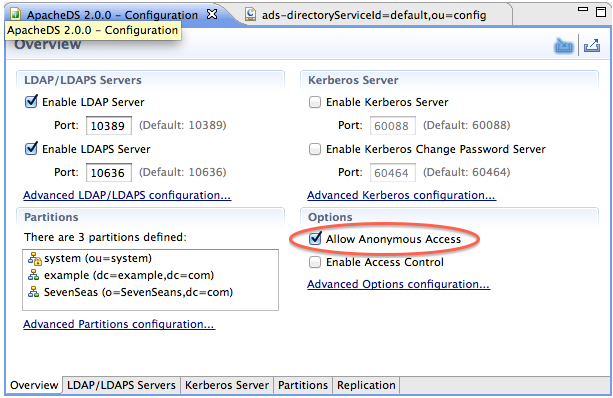 ApacheDS 2.0.0 - Configuration
ads-directoryServiceId=default,ou=config
ApacheDS 2.0.0 - Configuration
Overview
LDAP/LDAPS Servers
Enable LDAP Server
Port: 10389 (Default: 10389)
Enable LDAPS Server
Port: 10636 (Default: 10636)
Advanced LDAP/LDAPS configuration...
Kerberos Server
Enable Kerberos Server
Port: 60088 (Default: 60088)
Enable Kerberos Change Password Server
Port: 60464 (Default: 60464)
Advanced Kerberos configuration...
Partitions
There are 3 partitions defined:
system (ou=system)
example (dc=example,dc=com)
SevenSeas (o=SevenSeans,dc=com)
Advanced Partitions configuration...
Options
Allow Anonymous Access
Enable Access Control
Advanced Options configuration...
Overview LDAP/LDAPS Servers Kerberos Server Partitions Replication